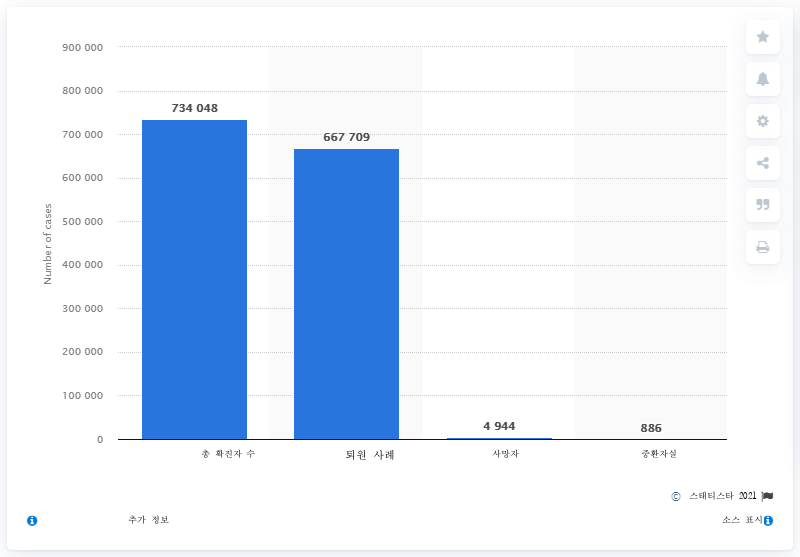 900 000
800 000
700 000
600 000
500 000
400 000
300 000
200 000
100 000
0
Number of cases
734 048
667 709
4 944
886
총 확진자 수
퇴원 사례
사망자
중환자실
© 스태티스타 2021
추가 정보
소스 표시